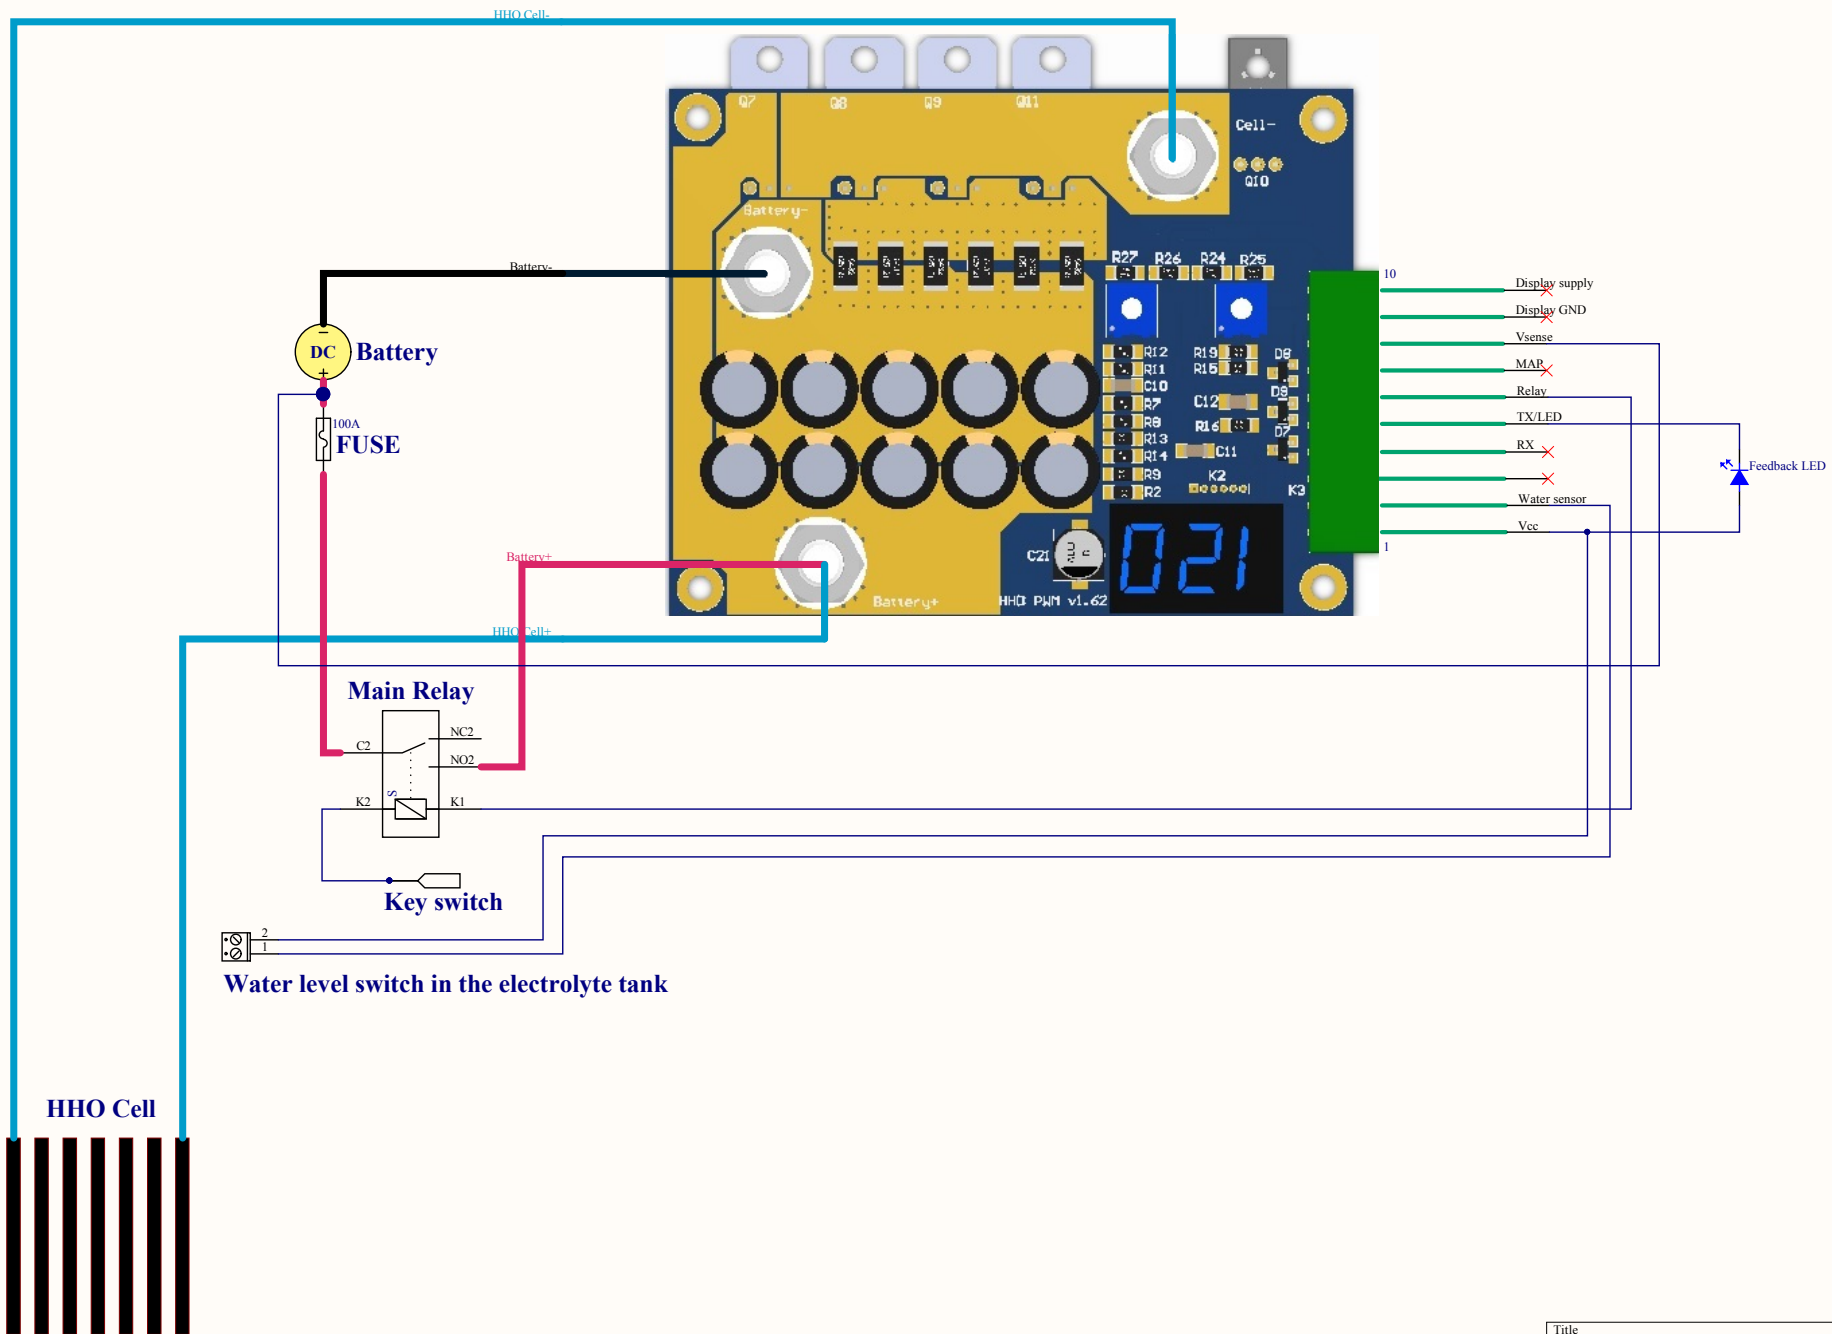 HHO Cell-
Q7
Q8
Q9
Q11
Cell-
Q10
Battery-
Battery-
R27
R26
R24
R25
10
Display supply
Display GND
Vsense
MAP
Relay
TX/LED
RX
Water sensor
Vcc
1
DC
Battery
100A
FUSE
R12
R11
C10
R7
R8
R13
R14
R9
R2
R19
R15
C12
R16
C11
D8
D9
D7
K2
K3
Feedback LED
Battery+
C21
021
Battery+
HHO PWM v1.62
HHO Cell+
Main Relay
NC2
C2
NO2
S
K2
K1
Key switch
2
1
Water level switch in the electrolyte tank
HHO Cell
Title